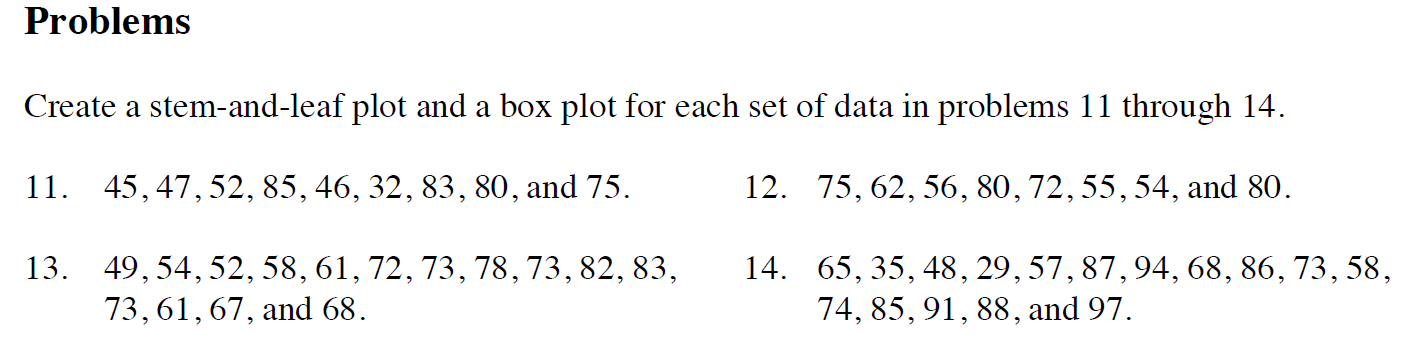 Problems
Create a stem-and-leaf plot and a box plot for each set of data in problems 11 through 14.
11. 45, 47, 52, 85, 46, 32, 83, 80, and 75.
12. 75, 62, 56, 80, 72, 55, 54, and 80.
13. 49, 54, 52, 58, 61, 72, 73, 78, 73, 82, 83,
73, 61, 67, and 68.
14. 65, 35, 48, 29, 57, 87, 94, 68, 86, 73, 58,
74, 85, 91, 88, and 97.